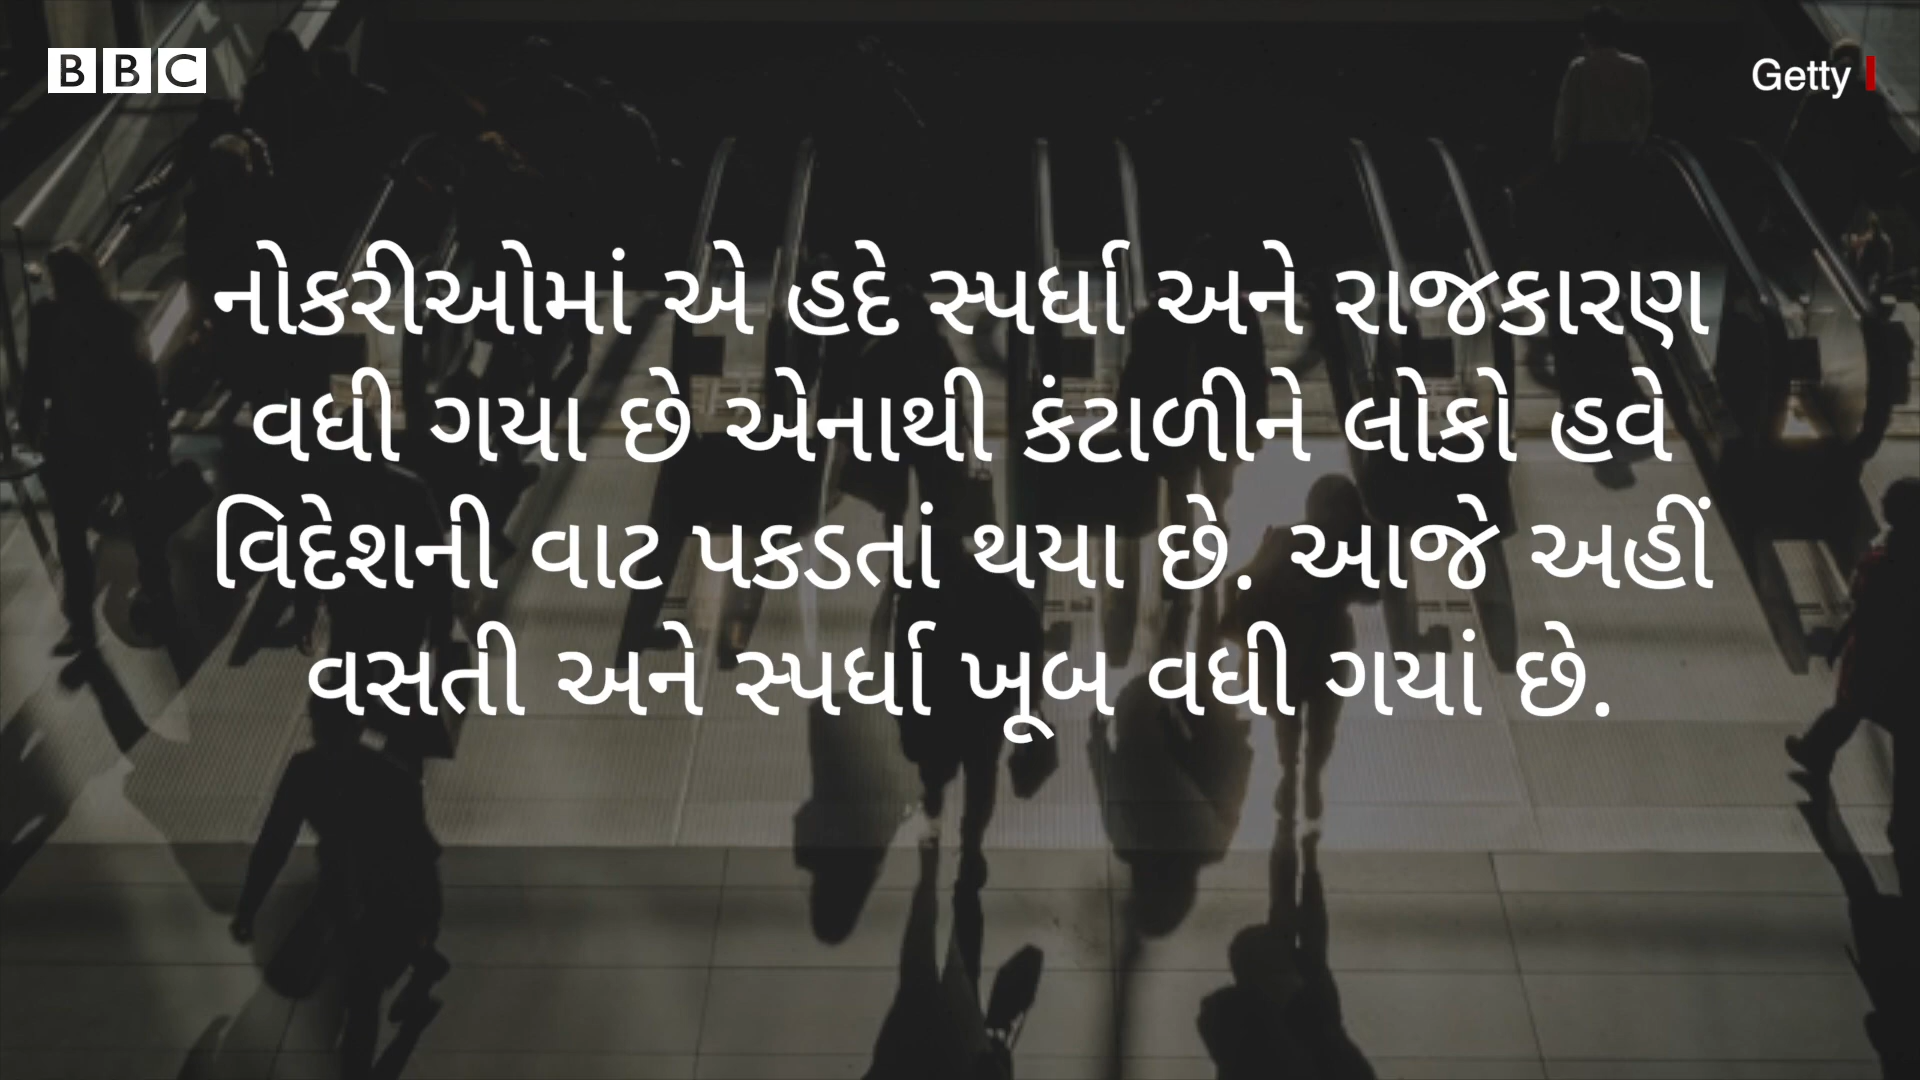 BBC
Getty
નોકરીઓમાં એ હદે સ્પર્ધા અને રાજકારણ
વધી ગયા છે એનાથી કંટાળીને લોકો હવે
વિદેશની વાટ પકડતાં થયા છે. આજે અહીં
વસતી અને સ્પર્ધા ખૂબ વધી ગયાં છે.